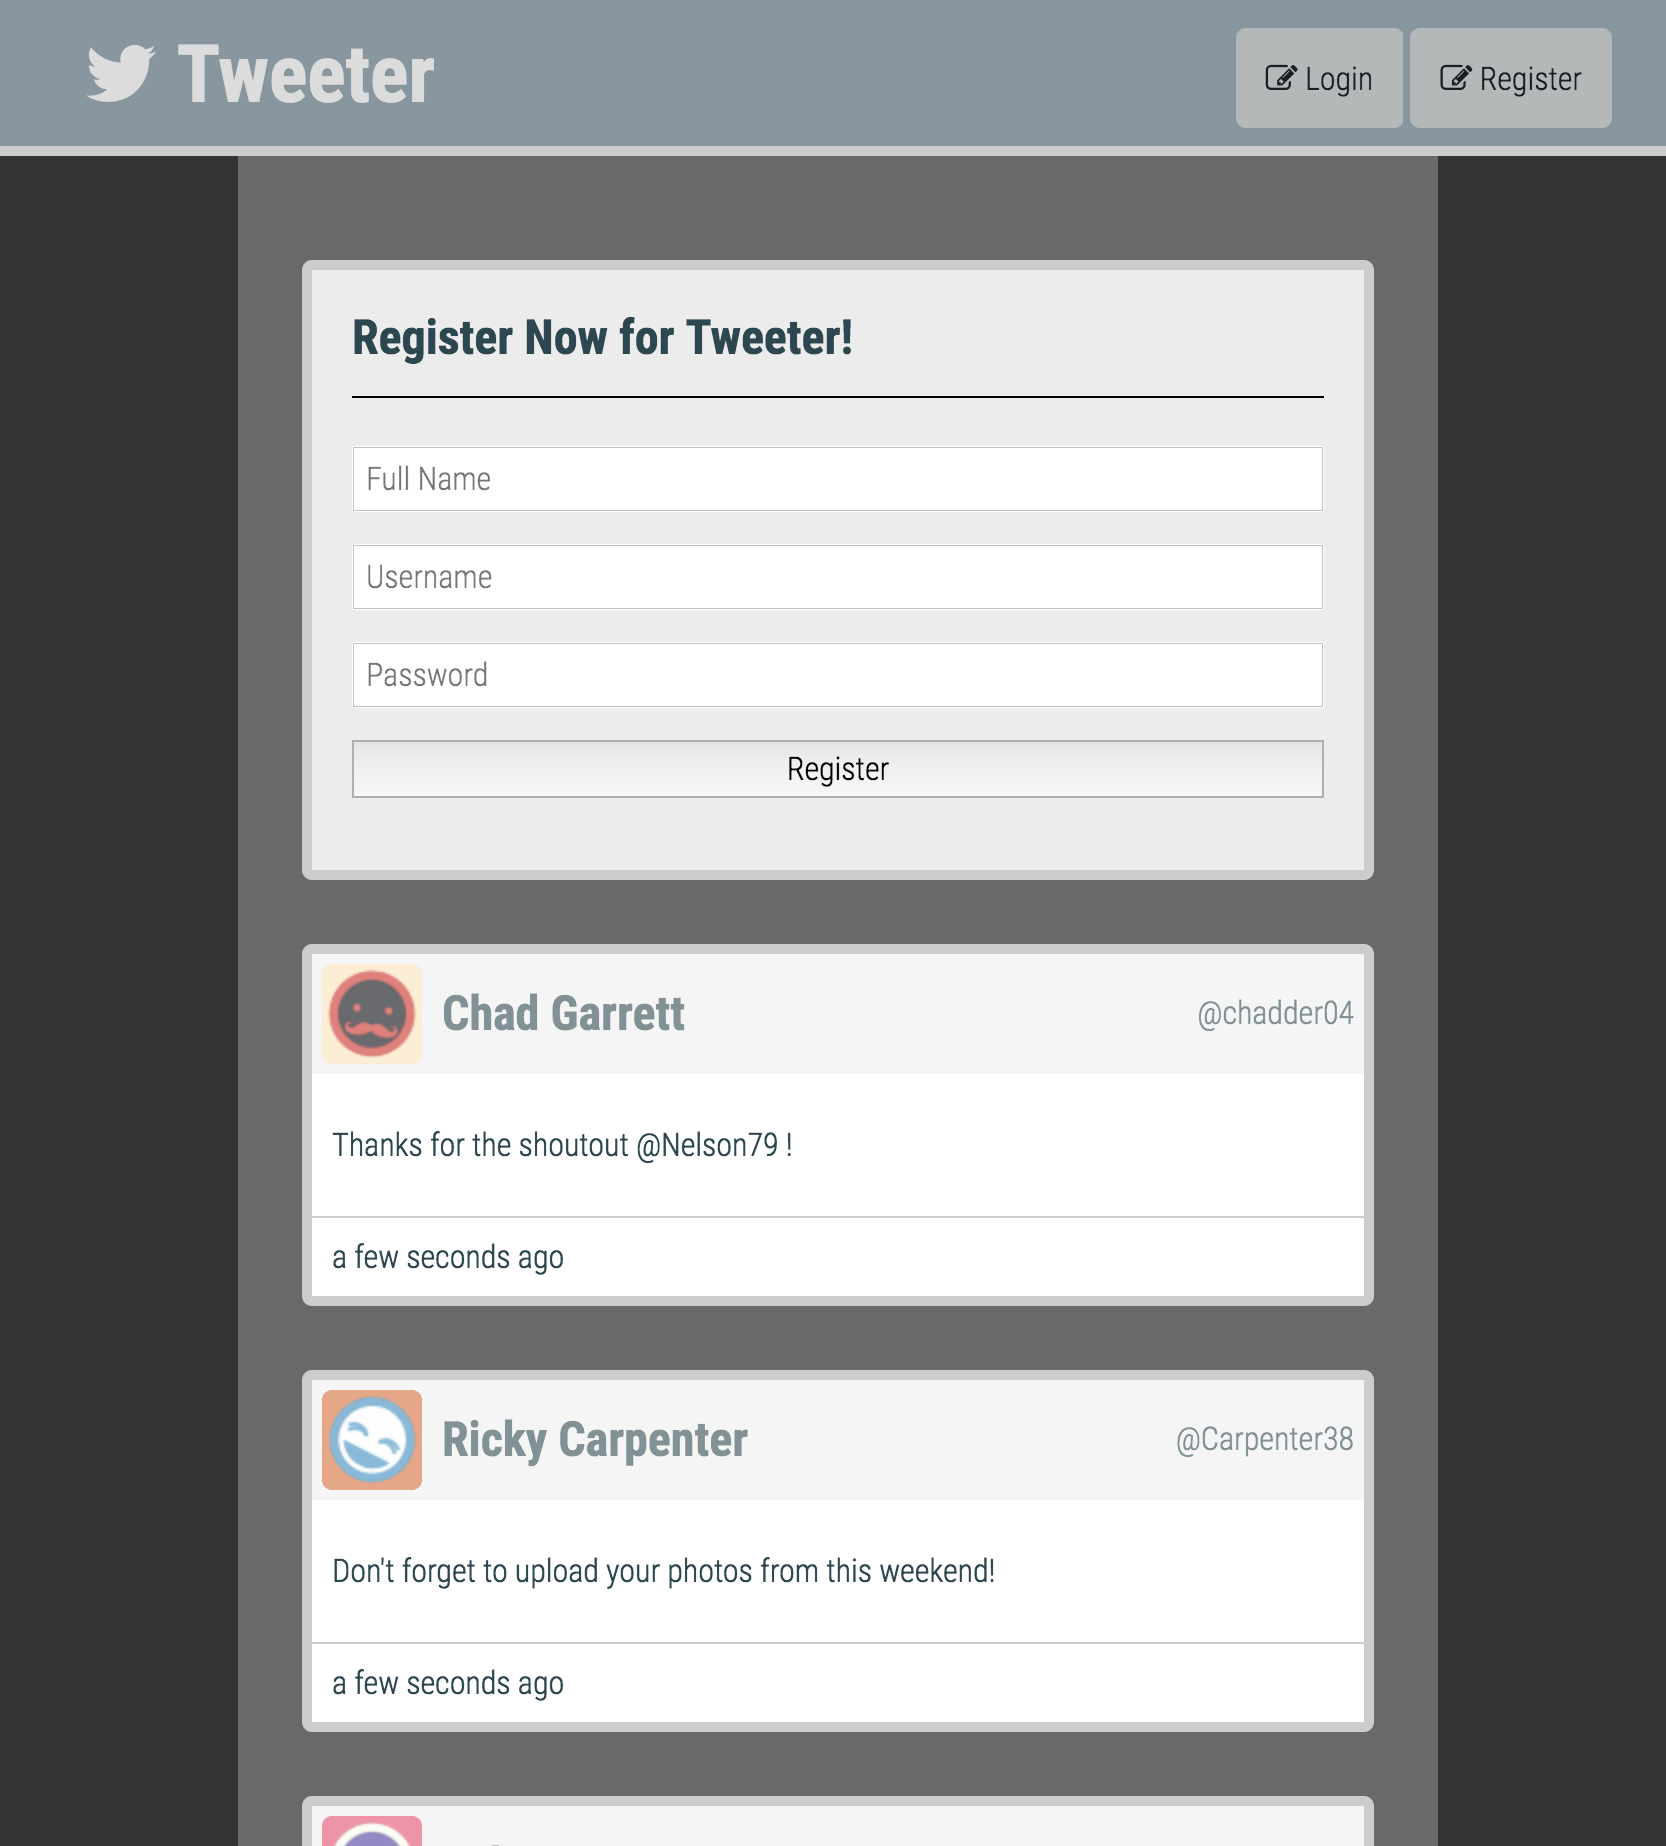 Tweeter
Login
Register
Register Now for Tweeter!
Full Name
Username
Password
Register
Chad Garrett
@chadder04
Thanks for the shoutout @Nelson79 !
a few seconds ago
Ricky Carpenter
@Carpenter38
Don't forget to upload your photos from this weekend!
a few seconds ago